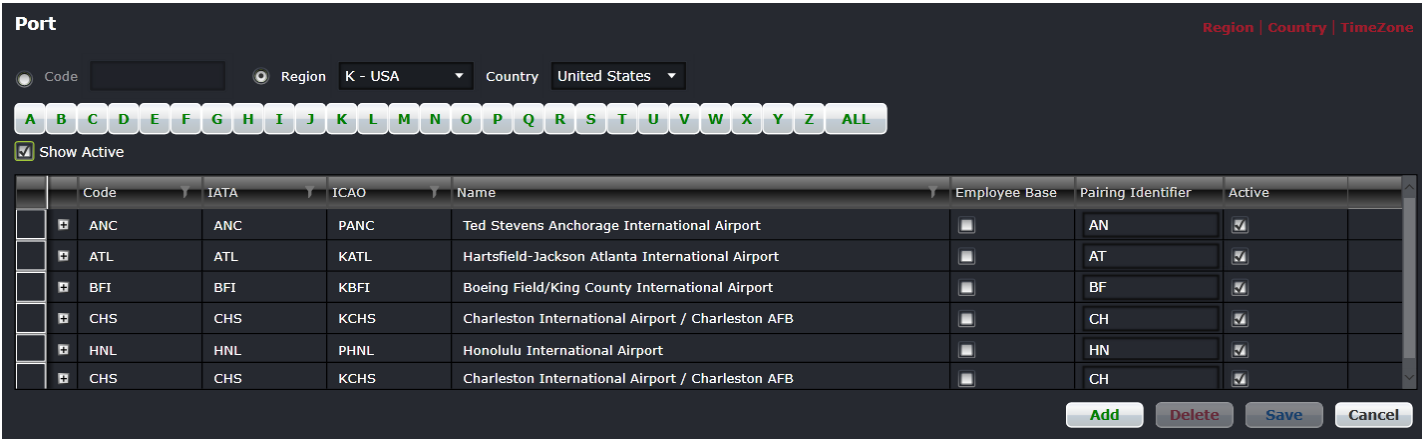 Port
Region | Country | TimeZone
Code Region K - USA Country United States
A B C D E F G H I J K L M N O P Q R S T U V W X Y Z ALL
Show Active
Code IATA ICAO Name Employee Base Pairing Identifier Active
ANC ANC PANC Ted Stevens Anchorage International Airport AN
ATL ATL KATL Hartsfield-Jackson Atlanta International Airport AT
BFI BFI KBFI Boeing Field/King County International Airport BF
CHS CHS KCHS Charleston International Airport / Charleston AFB CH
HNL HNL PHNL Honolulu International Airport HN
CHS CHS KCHS Charleston International Airport / Charleston AFB CH
Add Delete Save Cancel